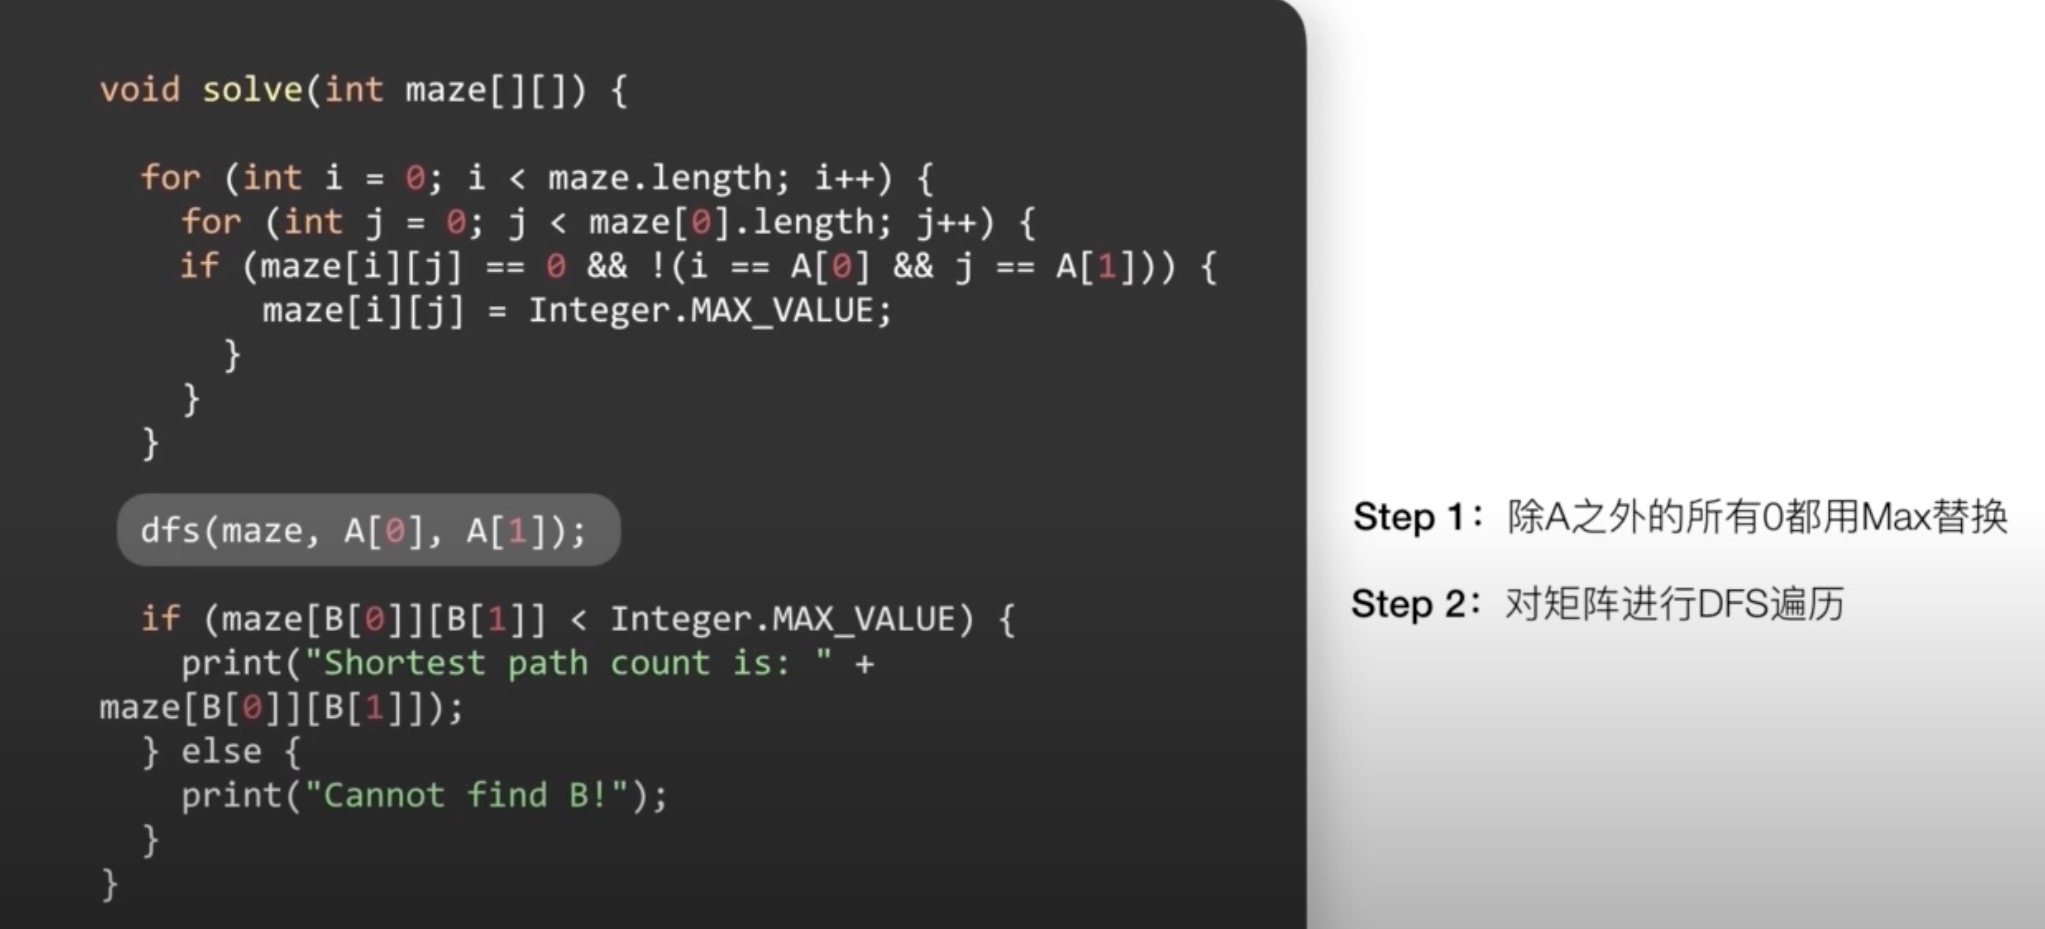 void solve(int maze[][]) {
for (int i = 0; i < maze.length; i++) {
for (int j = 0; j < maze[0].length; j++) {
if (maze[i][j] == 0 && !(i == A[0] && j == A[1])) {
maze[i][j] = Integer.MAX_VALUE;
}
}
}
dfs(maze, A[0], A[1]);
if (maze[B[0]][B[1]] < Integer.MAX_VALUE) {
print("Shortest path count is: " +
maze[B[0]][B[1]]);
} else {
print("Cannot find B!");
}
}
Step 1：除A之外的所有0都用Max替换
Step 2：对矩阵进行DFS遍历